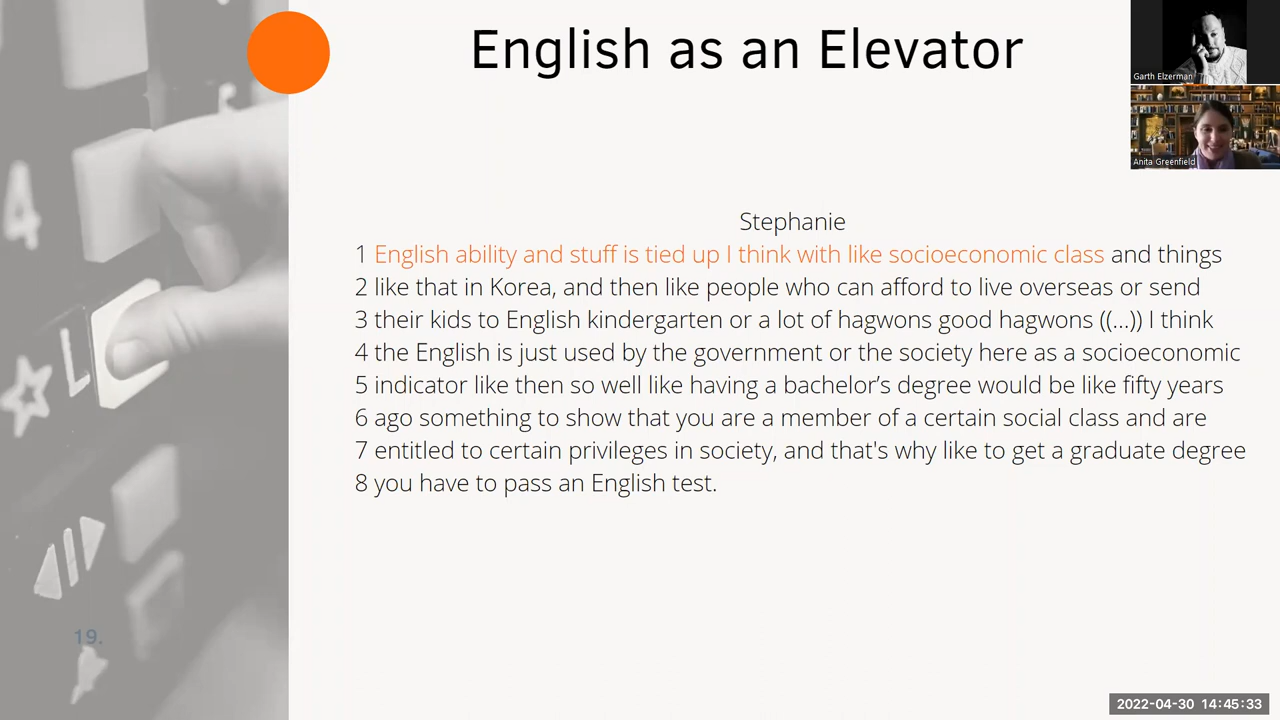 English as an Elevator
Garth Elzerman
Anita Greenfield
4
L
Stephanie
1 English ability and stuff is tied up I think with like socioeconomic class and things
2 like that in Korea, and then like people who can afford to live overseas or send
3 their kids to English kindergarten or a lot of hagwons good hagwons ((...)) I think
4 the English is just used by the government or the society here as a socioeconomic
5 indicator like then so well like having a bachelor’s degree would be like fifty years
6 ago something to show that you are a member of a certain social class and are
7 entitled to certain privileges in society, and that's why like to get a graduate degree
8 you have to pass an English test.
19.
2022-04-30 14:45:33